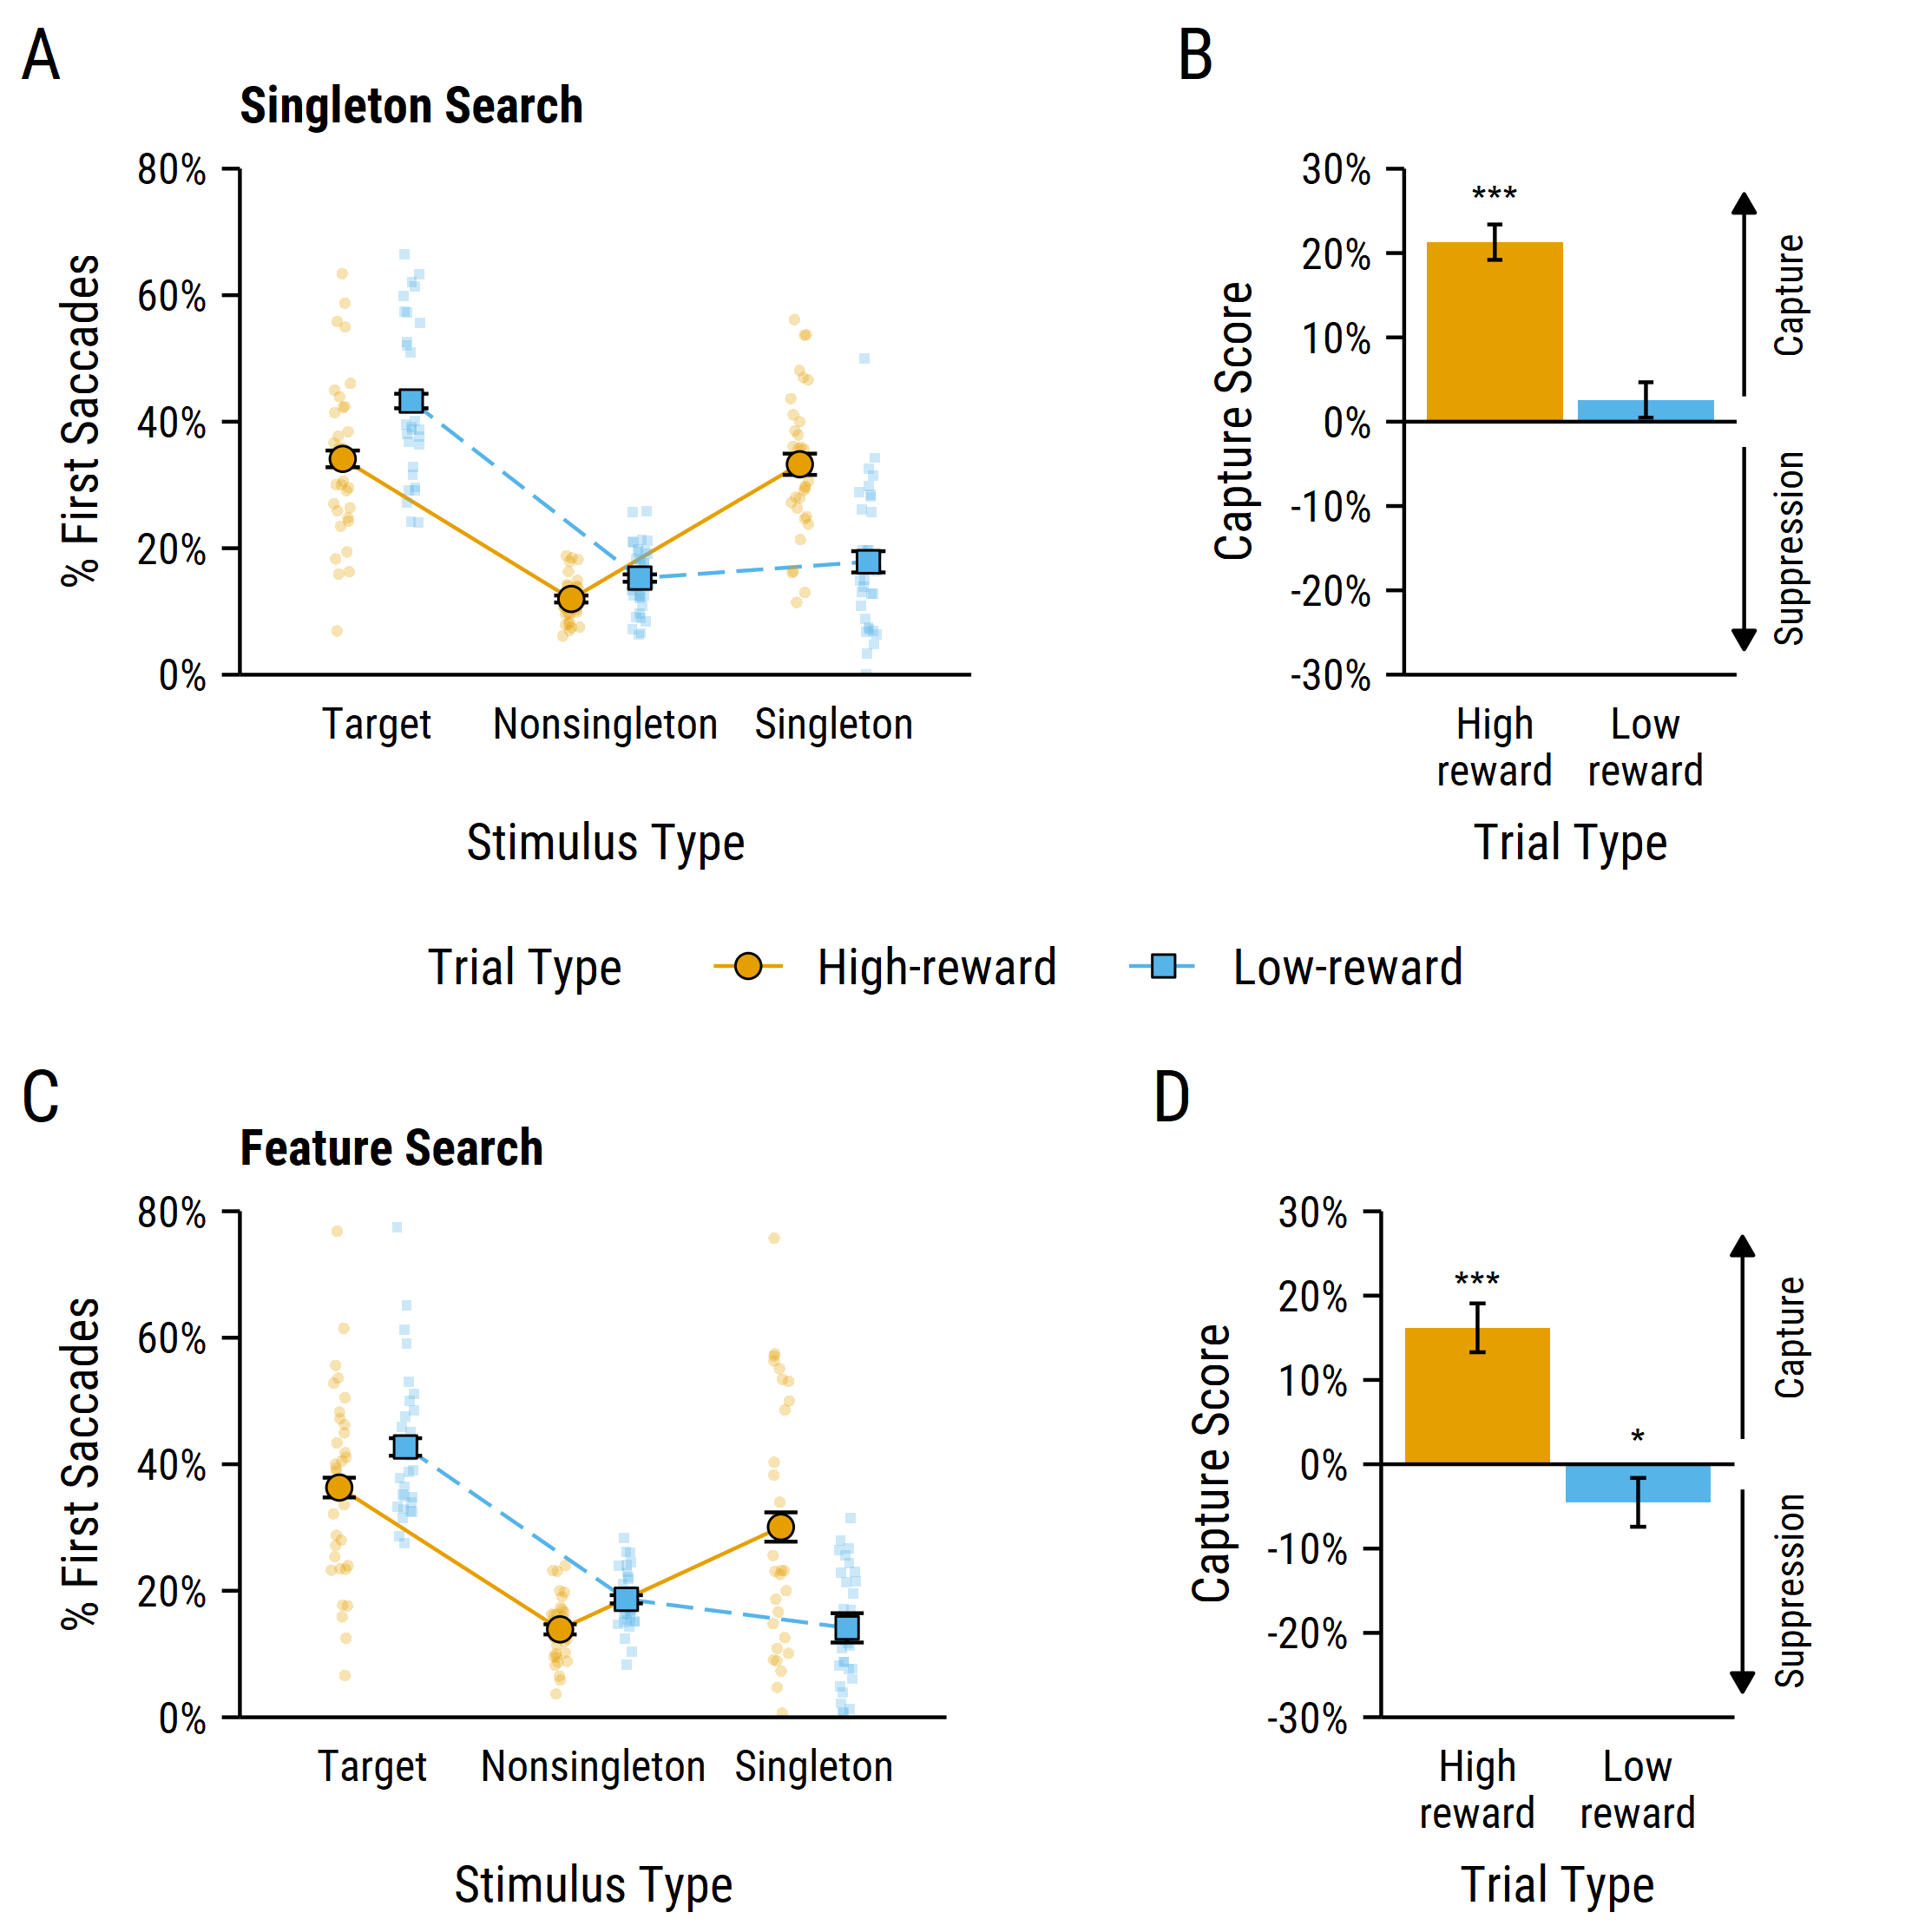 A
Singleton Search
80%
60%
40%
20%
0%
% First Saccades
Target Nonsingleton Singleton
Stimulus Type
B
30%
20%
10%
0%
-10%
-20%
-30%
Capture Score
***
Capture
Suppression
High reward
Low reward
Trial Type
Trial Type High-reward Low-reward
C
Feature Search
80%
60%
40%
20%
0%
% First Saccades
Target Nonsingleton Singleton
Stimulus Type
D
30%
20%
10%
0%
-10%
-20%
-30%
Capture Score
***
*
Capture
Suppression
High reward
Low reward
Trial Type